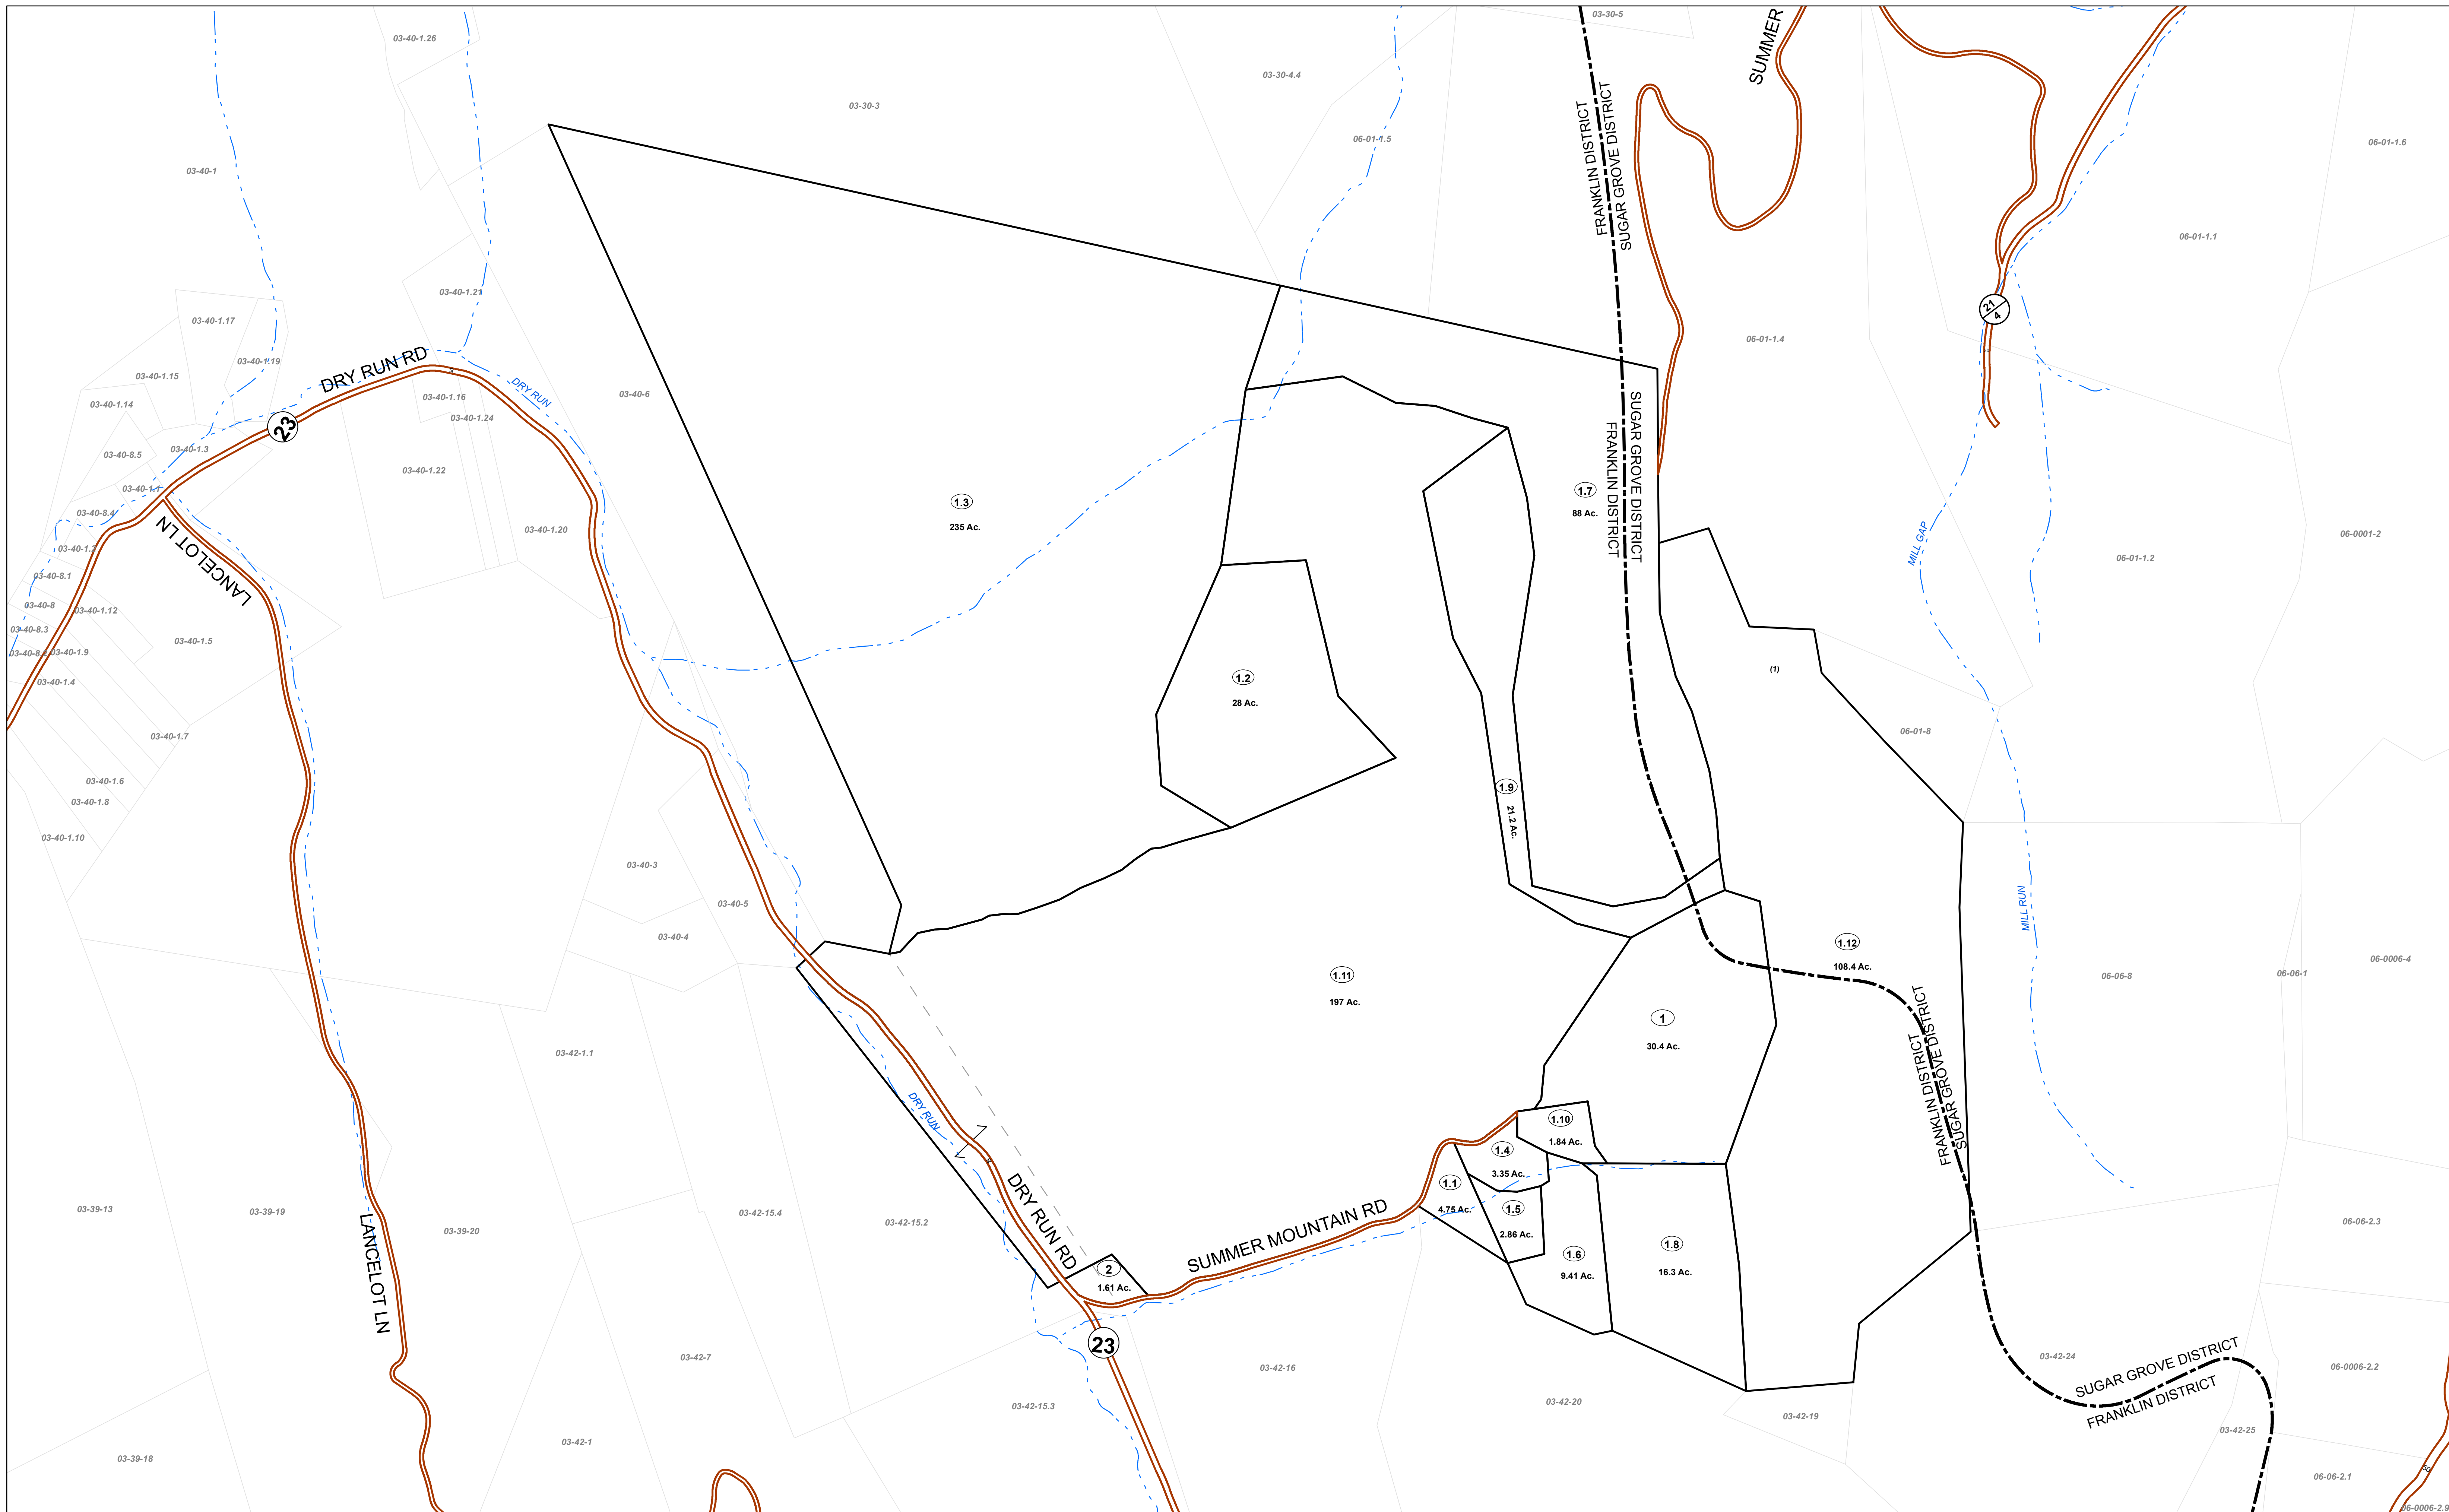 03-30-5
03-40-1.26
SUMMER
03-30-4.4
03-30-3
06-01-1.5
FRANKLIN DISTRICT
SUGAR GROVE DISTRICT
06-01-1.6
03-40-1
06-01-1.1
03-40-1.21
21
4
03-40-1.17
06-01-1.4
03-40-1.19
DRY RUN RD
03-40-1.15
DRY RUN
03-40-6
03-40-1.16
03-40-1.14
03-40-1.24
23
SUGAR GROVE DISTRICT
FRANKLIN DISTRICT
03-40-1.3
03-40-8.5
03-40-1.22
03-40-1.1
1.7
88 Ac.
1.3
235 Ac.
03-40-8.4
03-40-1.20
LANCELOT LN
06-0001-2
MILL GAP
03-40-1.2
06-01-1.2
03-40-8.1
03-40-8
03-40-1.12
03-40-8.3
03-40-1.5
03-40-8.2
03-40-1.9
(1)
1.2
28 Ac.
03-40-1.4
06-01-8
03-40-1.7
03-40-1.6
1.9
21.2 Ac.
03-40-1.8
03-40-1.10
03-40-3
03-40-5
MILL RUN
03-40-4
1.12
108.4 Ac.
06-0006-4
1.11
197 Ac.
06-06-8
06-06-1
1
30.4 Ac.
FRANKLIN DISTRICT
SUGAR GROVE DISTRICT
03-42-1.1
DRY RUN
1.10
1.84 Ac.
1.4
3.35 Ac.
1.1
4.75 Ac.
1.5
2.86 Ac.
03-39-13
03-39-19
03-42-15.4
03-42-15.2
DRY RUN RD
06-06-2.3
03-39-20
SUMMER MOUNTAIN RD
1.6
9.41 Ac.
1.8
16.3 Ac.
LANCELOT LN
2
1.61 Ac.
23
03-42-7
03-42-16
03-42-24
SUGAR GROVE DISTRICT
FRANKLIN DISTRICT
06-0006-2.2
03-42-15.3
03-42-20
03-42-19
03-42-25
03-42-1
03-39-18
50
06-06-2.1
06-0006-2.9